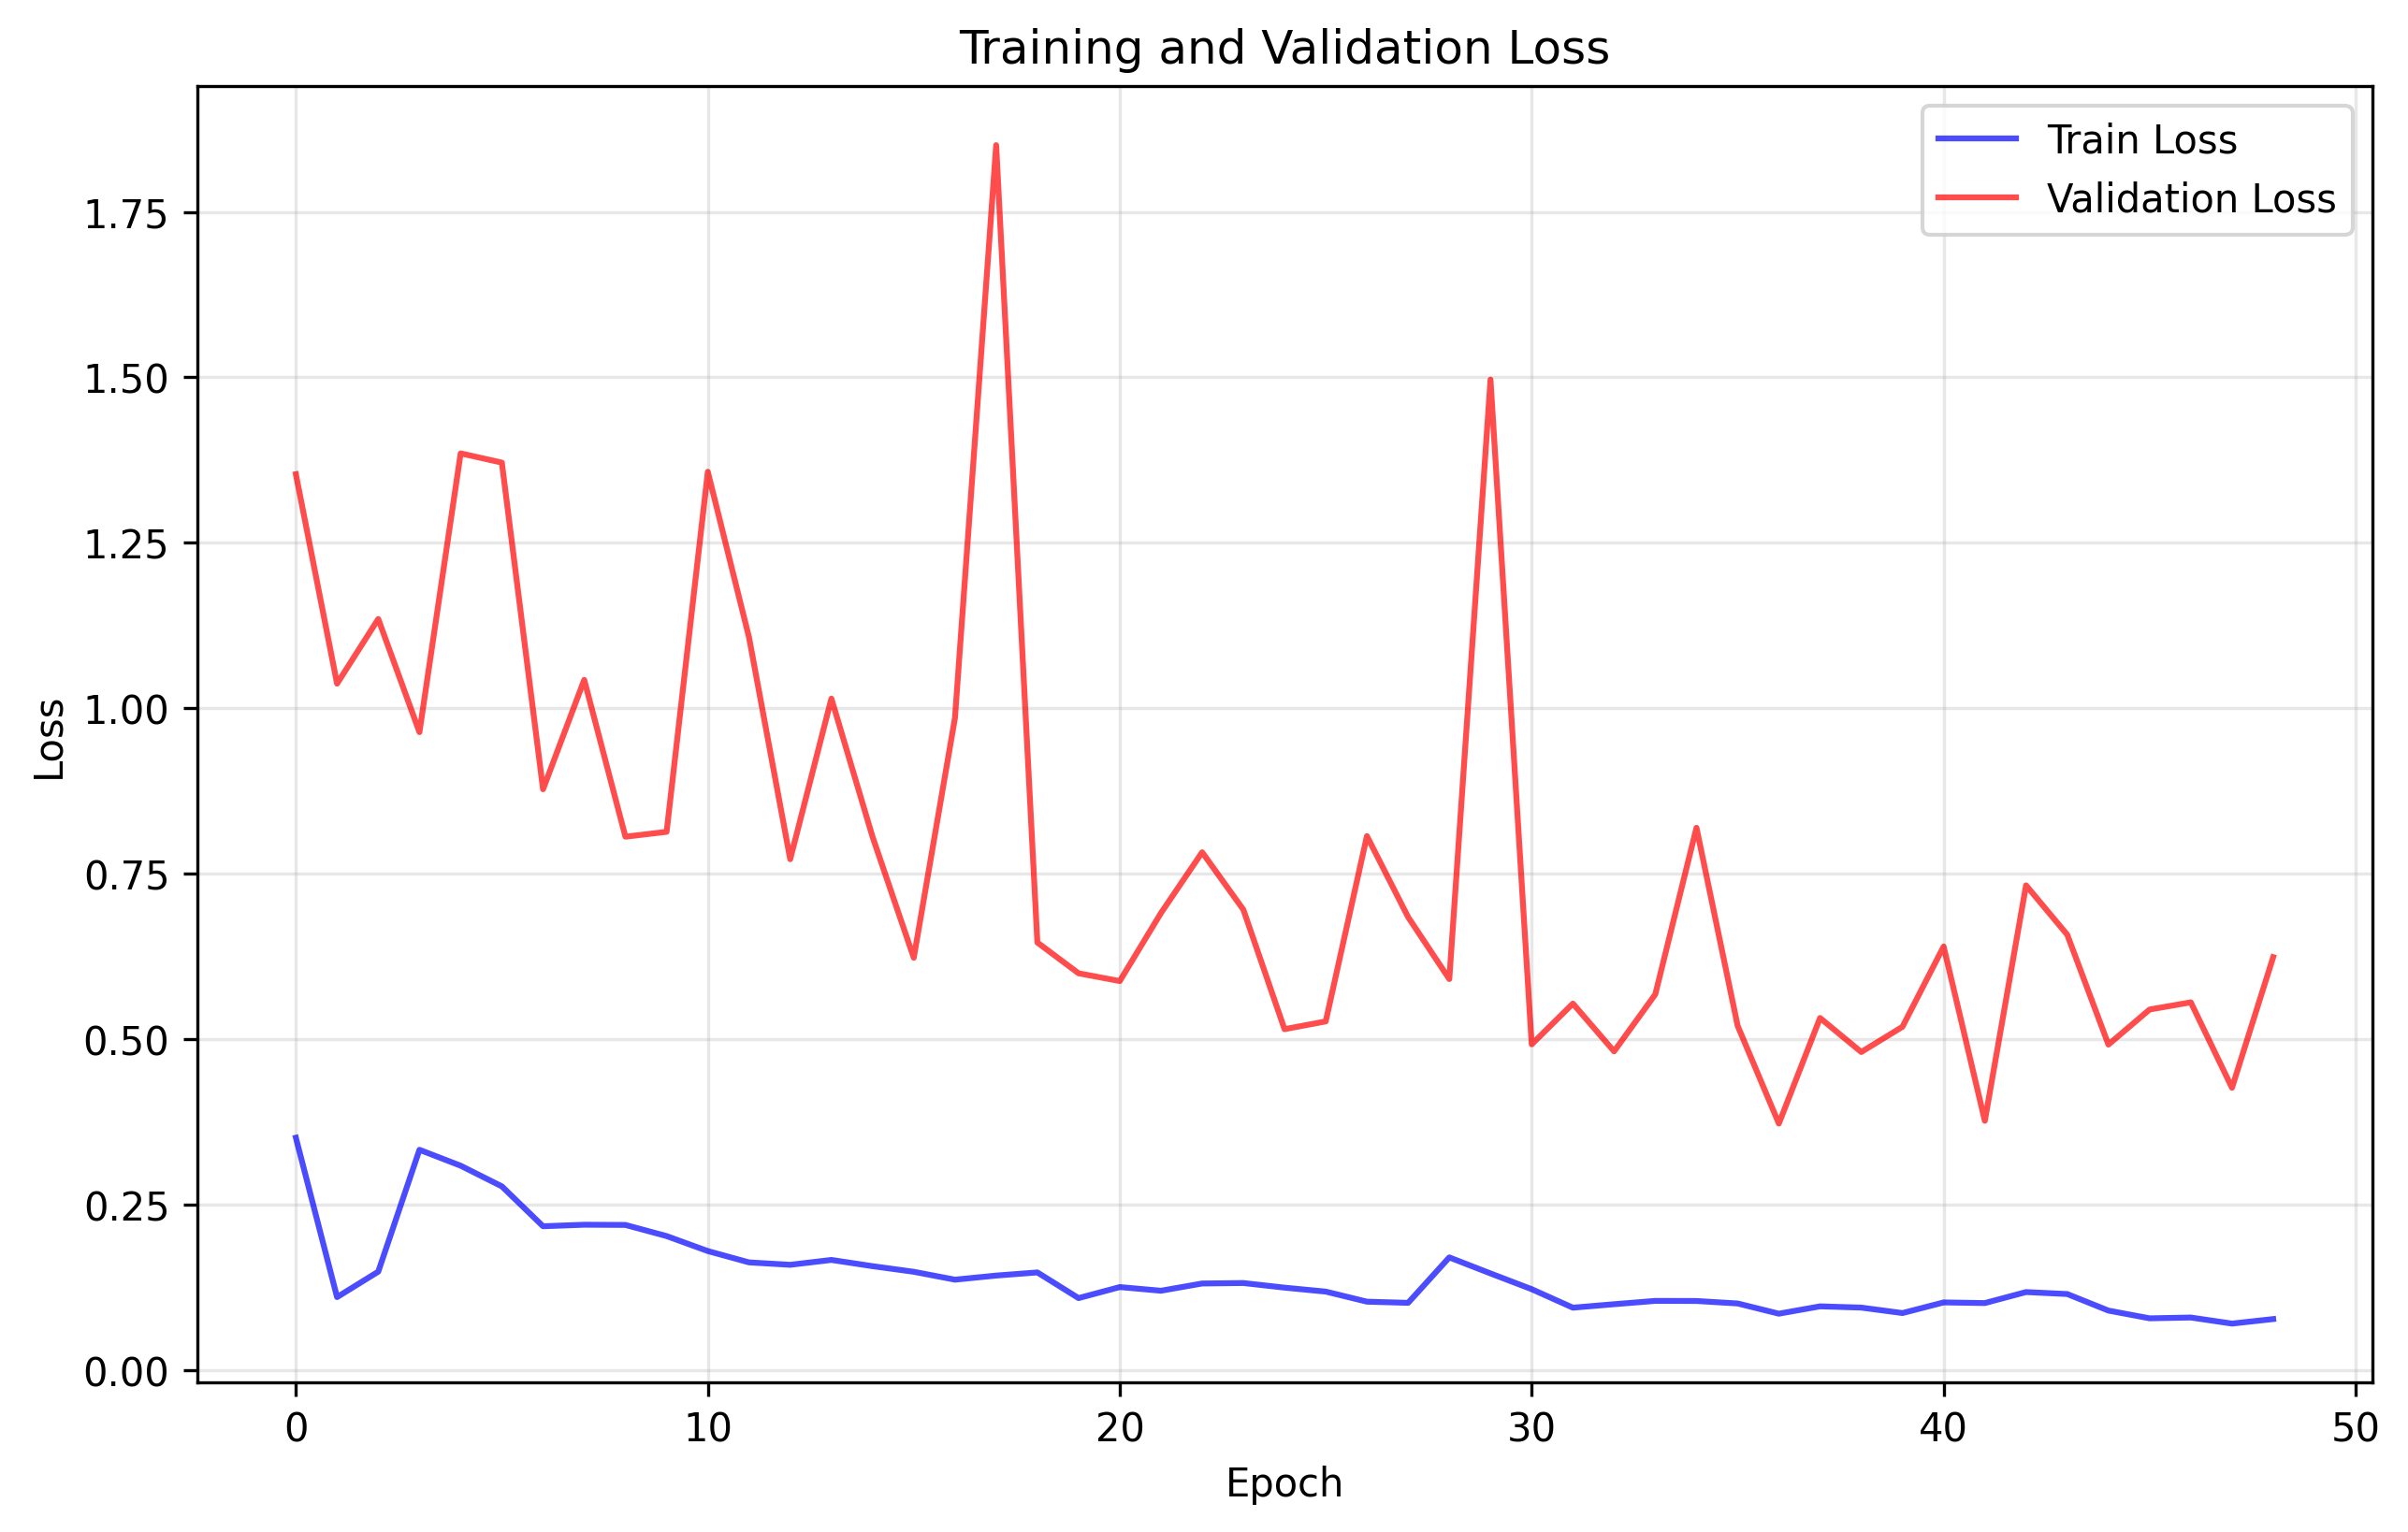 Training and Validation Loss
Train Loss
Validation Loss
1.75
1.50
1.25
1.00
0.75
0.50
0.25
0.00
Loss
0 10 20 30 40 50
Epoch